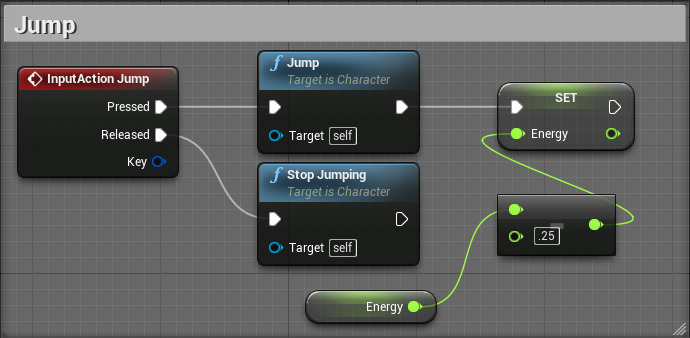 Jump
InputAction Jump
Pressed
Released
Key
f Jump
Target is Character
Target self
f Stop Jumping
Target is Character
Target self
SET
Energy
-
.25
Energy